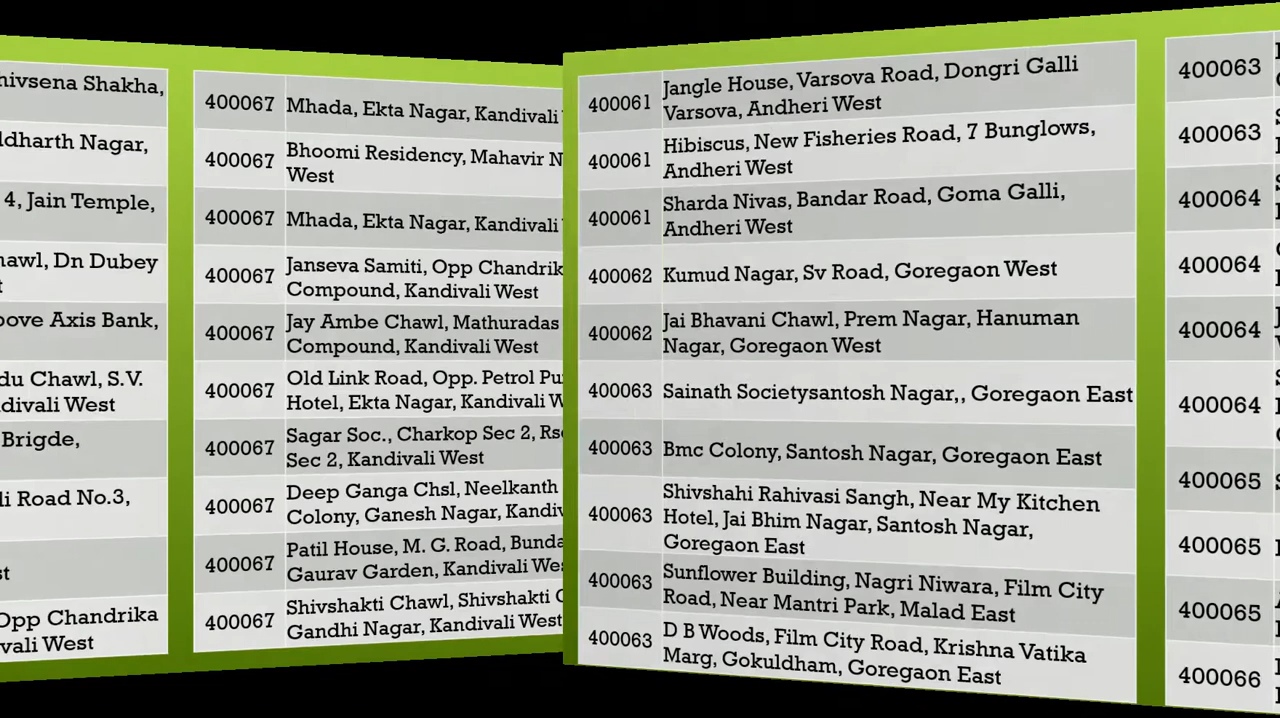 hivsena Shakha,
ldharth Nagar,
4, Jain Temple,
hawl, Dn Dubey
t
bove Axis Bank,
du Chawl, S.V.
divali West
Brigde,
li Road No.3,
st
Opp Chandrika
vali West
400067 Mhada, Ekta Nagar, Kandivali
400067 Bhoomi Residency, Mahavir N
West
400067 Mhada, Ekta Nagar, Kandivali
400067 Janseva Samiti, Opp Chandrik
Compound, Kandivali West
400067 Jay Ambe Chawl, Mathuradas
Compound, Kandivali West
400067 Old Link Road, Opp. Petrol Pu
Hotel, Ekta Nagar, Kandivali W
400067 Sagar Soc., Charkop Sec 2, Rs
Sec 2, Kandivali West
400067 Deep Ganga Chsl, Neelkanth
Colony, Ganesh Nagar, Kandiv
400067 Patil House, M. G. Road, Bunda
Gaurav Garden, Kandivali We
400067 Shivshakti Chawl, Shivshakti C
Gandhi Nagar, Kandivali West
400061 Jangle House, Varsova Road, Dongri Galli
Varsova, Andheri West
400061 Hibiscus, New Fisheries Road, 7 Bunglows,
Andheri West
400061 Sharda Nivas, Bandar Road, Goma Galli,
Andheri West
400062 Kumud Nagar, Sv Road, Goregaon West
400062 Jai Bhavani Chawl, Prem Nagar, Hanuman
Nagar, Goregaon West
400063 Sainath Societysantosh Nagar,, Goregaon East
400063 Bmc Colony, Santosh Nagar, Goregaon East
400063 Shivshahi Rahivasi Sangh, Near My Kitchen
Hotel, Jai Bhim Nagar, Santosh Nagar,
Goregaon East
400063 Sunflower Building, Nagri Niwara, Film City
Road, Near Mantri Park, Malad East
400063 D B Woods, Film City Road, Krishna Vatika
Marg, Gokuldham, Goregaon East
400063
400063
400064
400064
400064
400064
400065
400065
400065
400066